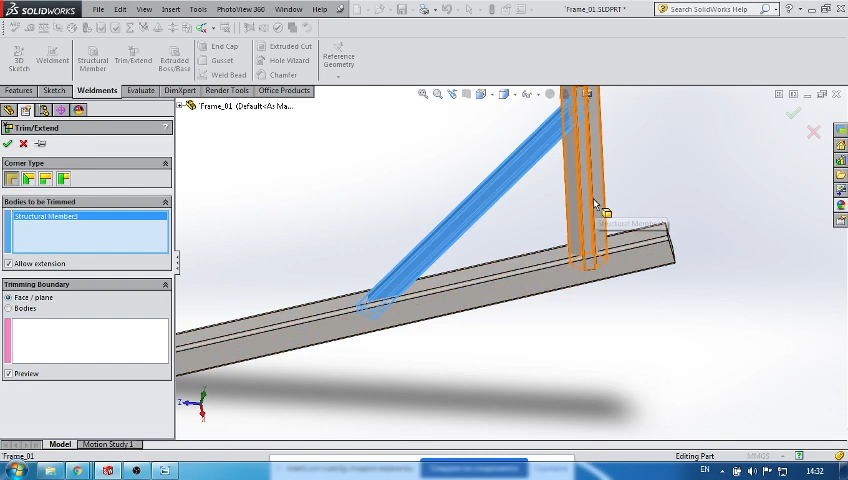 SOLIDWORKS File Edit View Insert Tools PhotoView 360 Window Help 'Frame_01.SLDPRT * Search SolidWorks Help
3D Sketch Weldment Structural Member Trim/Extend Extruded Boss/Base End Cap Gusset Weld Bead Extruded Cut Hole Wizard Chamfer Reference Geometry
Features Sketch Weldments Evaluate DimXpert Render Tools Office Products
'Frame_01 (Default<As Ma...
Trim/Extend ?
Corner Type
Bodies to be Trimmed
Structural Member3
Allow extension
Trimming Boundary
Face / plane
Bodies
Preview
Structural Member
Z
Y
X
Model Motion Study 1
'Frame_01 Editing Part MMGS
EN 14:32